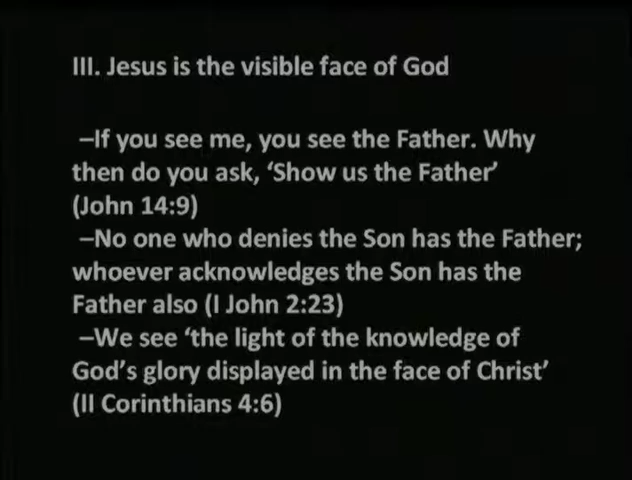 III. Jesus is the visible face of God
–If you see me, you see the Father. Why
then do you ask, ‘Show us the Father’
(John 14:9)
–No one who denies the Son has the Father;
whoever acknowledges the Son has the
Father also (I John 2:23)
–We see ‘the light of the knowledge of
God’s glory displayed in the face of Christ’
(II Corinthians 4:6)